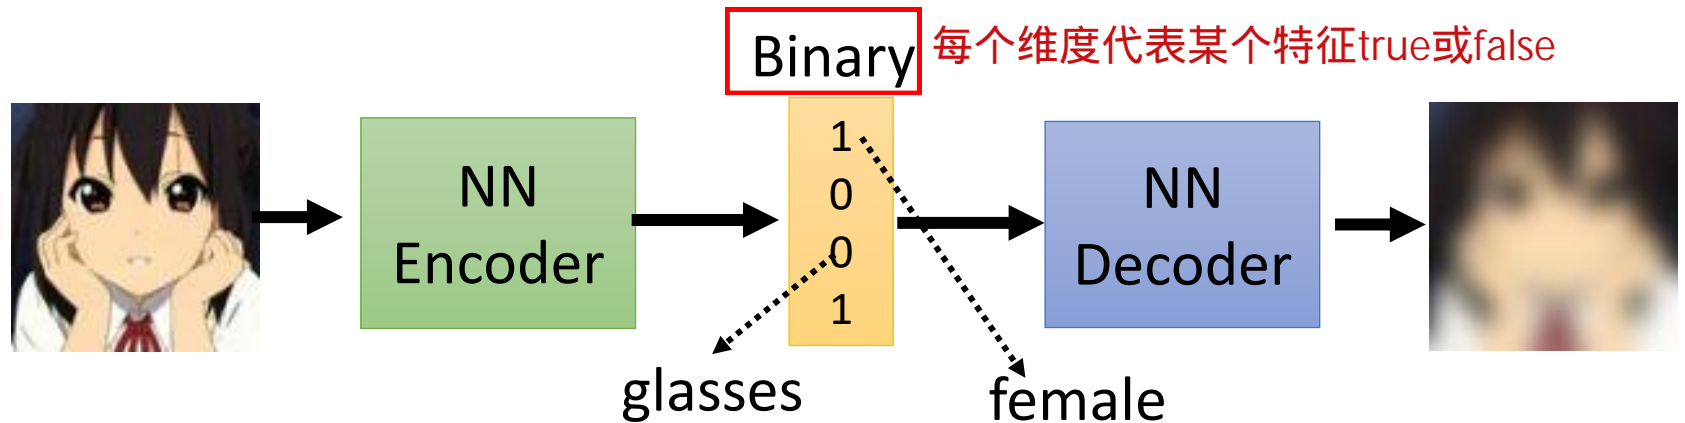 Binary
每个维度代表某个特征true或false
NN
Encoder
1
0
0
1
NN
Decoder
glasses
female